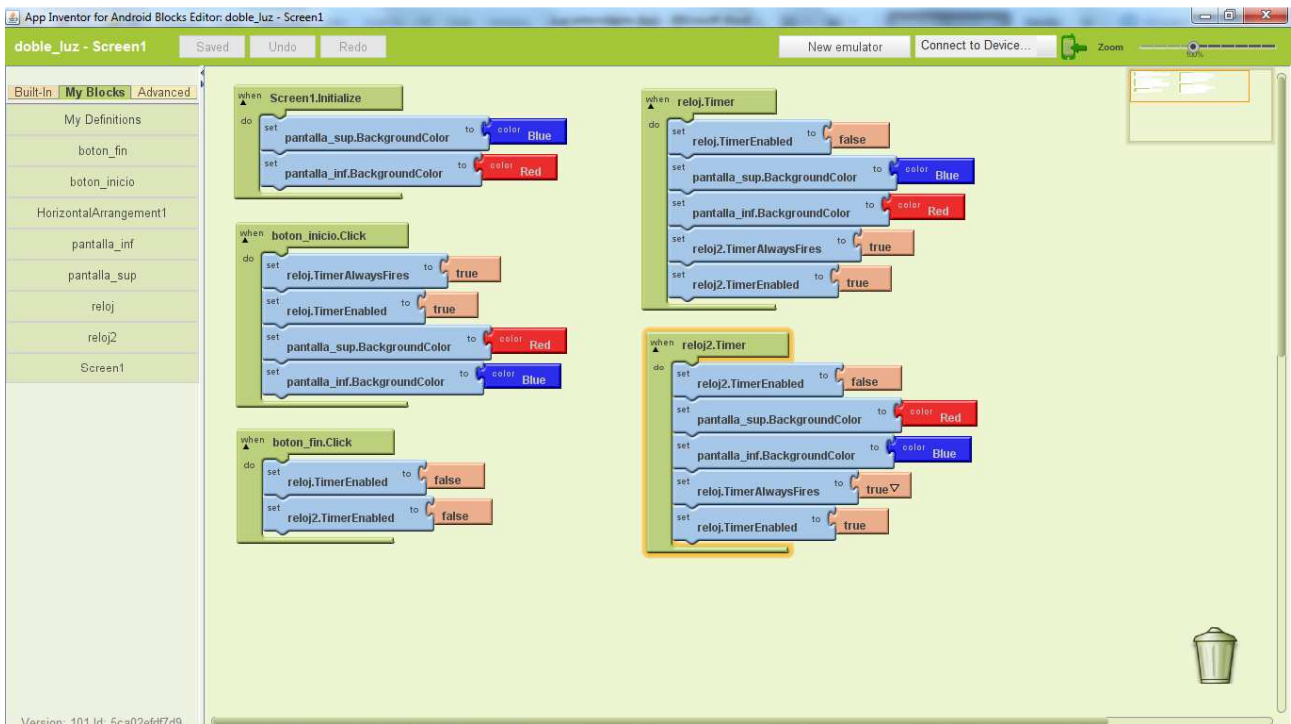 App Inventor for Android Blocks Editor: doble_luz - Screen1
doble_luz - Screen1 Saved Undo Redo New emulator Connect to Device... Zoom
100%
Built-In My Blocks Advanced
My Definitions
boton_fin
boton_inicio
HorizontalArrangement1
pantalla_inf
pantalla_sup
reloj
reloj2
Screen1
when Screen1.Initialize
do set pantalla_sup.BackgroundColor to color Blue
set pantalla_inf.BackgroundColor to color Red
when boton_inicio.Click
do set reloj.TimerAlwaysFires to true
set reloj.TimerEnabled to true
set pantalla_sup.BackgroundColor to color Red
set pantalla_inf.BackgroundColor to color Blue
when boton_fin.Click
do set reloj.TimerEnabled to false
set reloj2.TimerEnabled to false
when reloj.Timer
do set reloj.TimerEnabled to false
set pantalla_sup.BackgroundColor to color Blue
set pantalla_inf.BackgroundColor to color Red
set reloj2.TimerAlwaysFires to true
set reloj2.TimerEnabled to true
when reloj2.Timer
do set reloj2.TimerEnabled to false
set pantalla_sup.BackgroundColor to color Red
set pantalla_inf.BackgroundColor to color Blue
set reloj.TimerAlwaysFires to true
set reloj.TimerEnabled to true
Version: 101 Id: